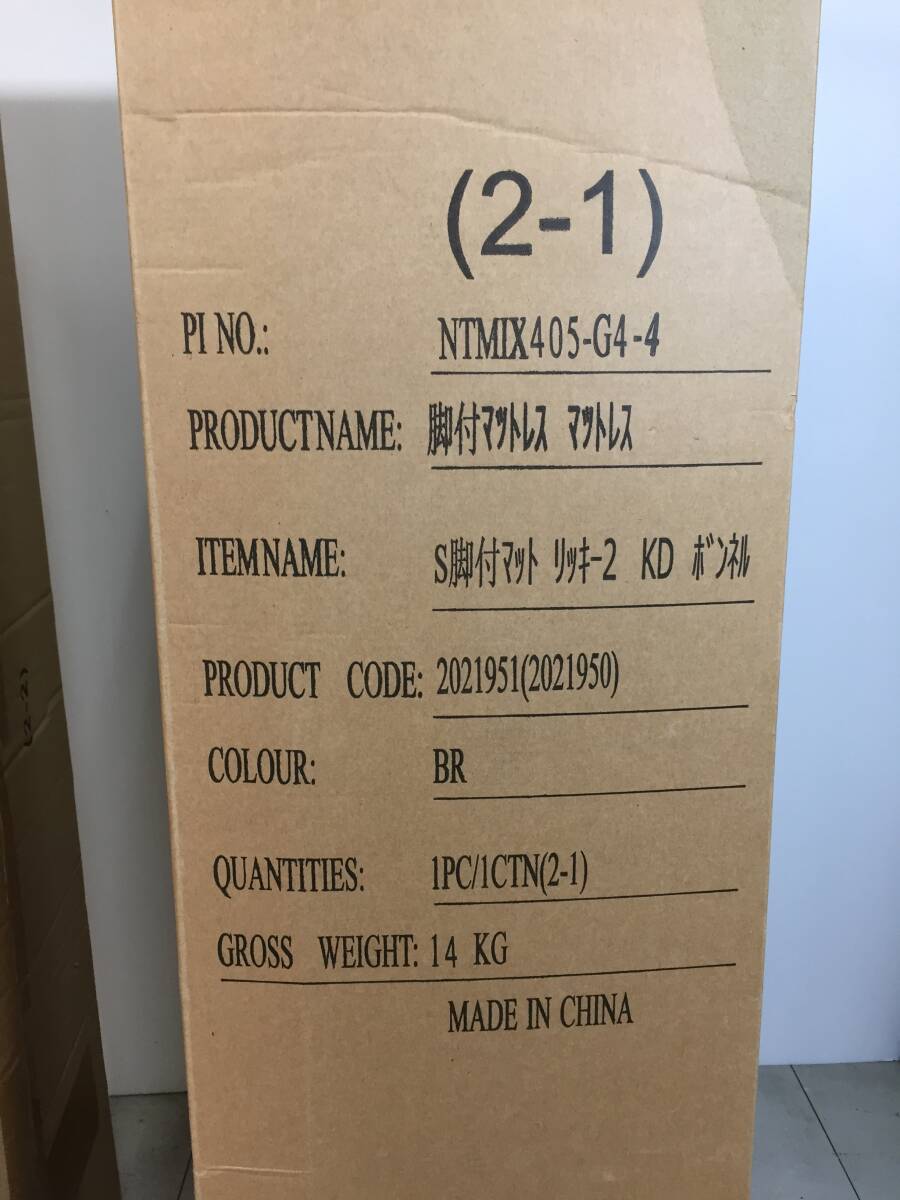 (2-1)
PI NO.: NTMIX405-G4-4
PRODUCTNAME: 脚付ﾏｯﾄﾚｽ ﾏｯﾄﾚｽ
ITEMNAME: S脚付ﾏｯﾄ ﾘｯｷｰ2 KD ﾎﾞﾝﾈﾙ
PRODUCT CODE: 2021951(2021950)
COLOUR: BR
QUANTITIES: 1PC/1CTN(2-1)
GROSS WEIGHT: 14 KG
MADE IN CHINA
(2-2)